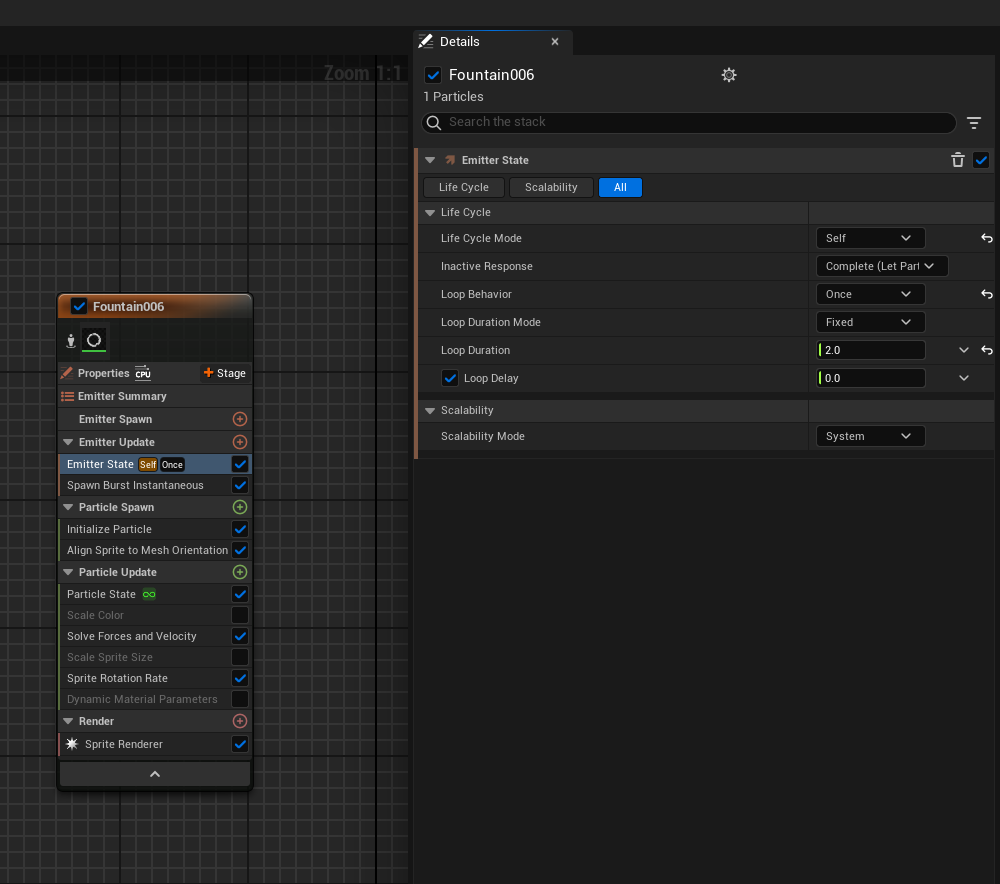 Zoom 1:1
Fountain006
Properties CPU + Stage
Emitter Summary
Emitter Spawn
Emitter Update
Emitter State Self Once
Spawn Burst Instantaneous
Particle Spawn
Initialize Particle
Align Sprite to Mesh Orientation
Particle Update
Particle State
Scale Color
Solve Forces and Velocity
Scale Sprite Size
Sprite Rotation Rate
Dynamic Material Parameters
Render
Sprite Renderer
Details
Fountain006
1 Particles
Search the stack
Emitter State
Life Cycle Scalability All
Life Cycle
Life Cycle Mode Self
Inactive Response Complete (Let Part
Loop Behavior Once
Loop Duration Mode Fixed
Loop Duration 2.0
Loop Delay 0.0
Scalability
Scalability Mode System